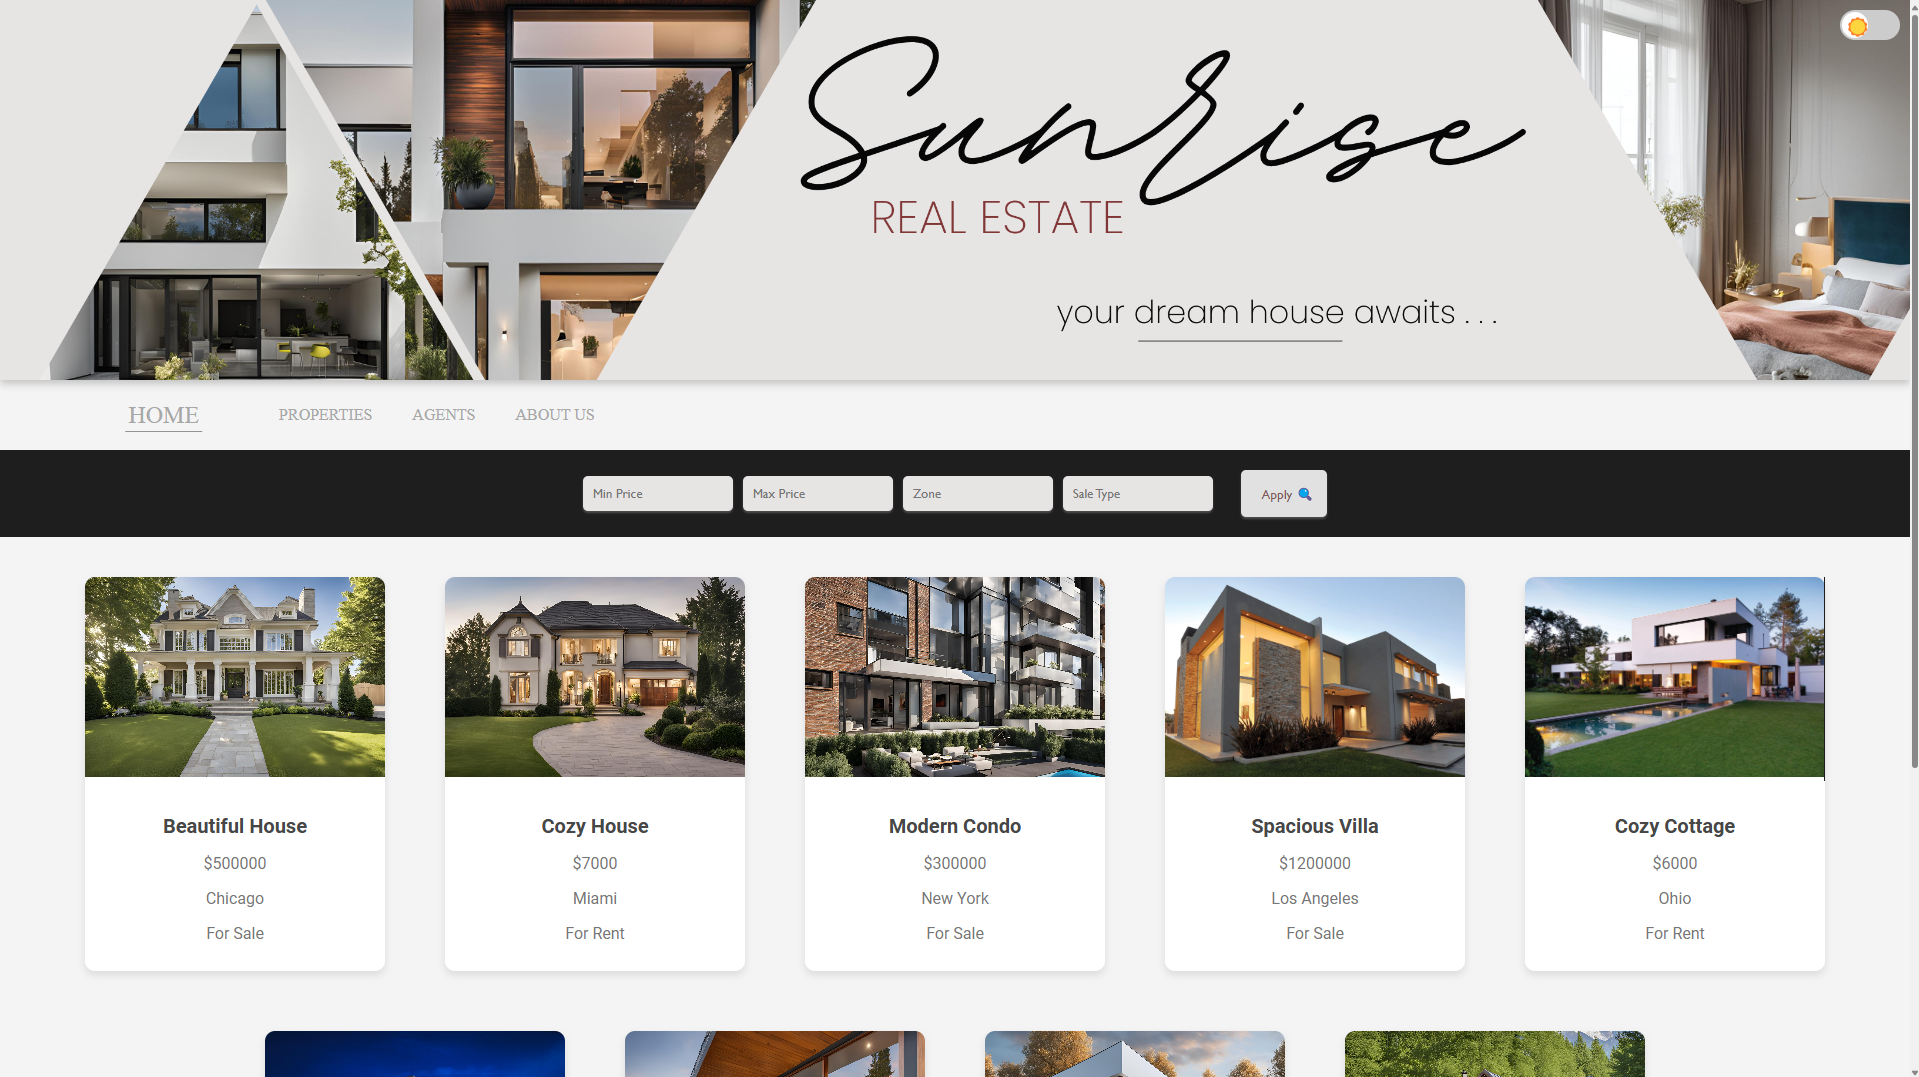 Sunrise
REAL ESTATE
your dream house awaits . . .
HOME PROPERTIES AGENTS ABOUT US
Min Price Max Price Zone Sale Type Apply
Beautiful House
$500000
Chicago
For Sale
Cozy House
$7000
Miami
For Rent
Modern Condo
$300000
New York
For Sale
Spacious Villa
$1200000
Los Angeles
For Sale
Cozy Cottage
$6000
Ohio
For Rent